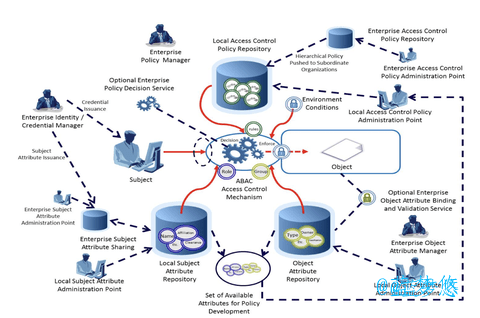 Enterprise
Policy Manager
Local Access Control
Policy Repository
Enterprise Access Control
Policy Repository
Hierarchical Policy
Pushed to Subordinate
Organizations
Enterprise Access Control
Policy Administration Point
Optional Enterprise
Policy Decision Service
Credential
Issuance
Environment
Conditions
Local Access Control Policy
Administration Point
Enterprise Identity /
Credential Manager
Rules
Decision
Enforce
Subject
Attribute Issuance
Subject
Object
ABAC
Access Control
Mechanism
Role
Group
Optional Enterprise
Object Attribute Binding
and Validation Service
Enterprise Subject
Attribute
Administration Point
Enterprise Subject
Attribute Sharing
Name
Affiliation
Clearance
Type
Owner
Enterprise Object
Attribute Manager
Local Subject Attribute
Administration Point
Local Subject
Attribute
Repository
Object
Attribute
Repository
Local Object Attribute
Administration Point
Set of Available
Attributes for Policy
Development